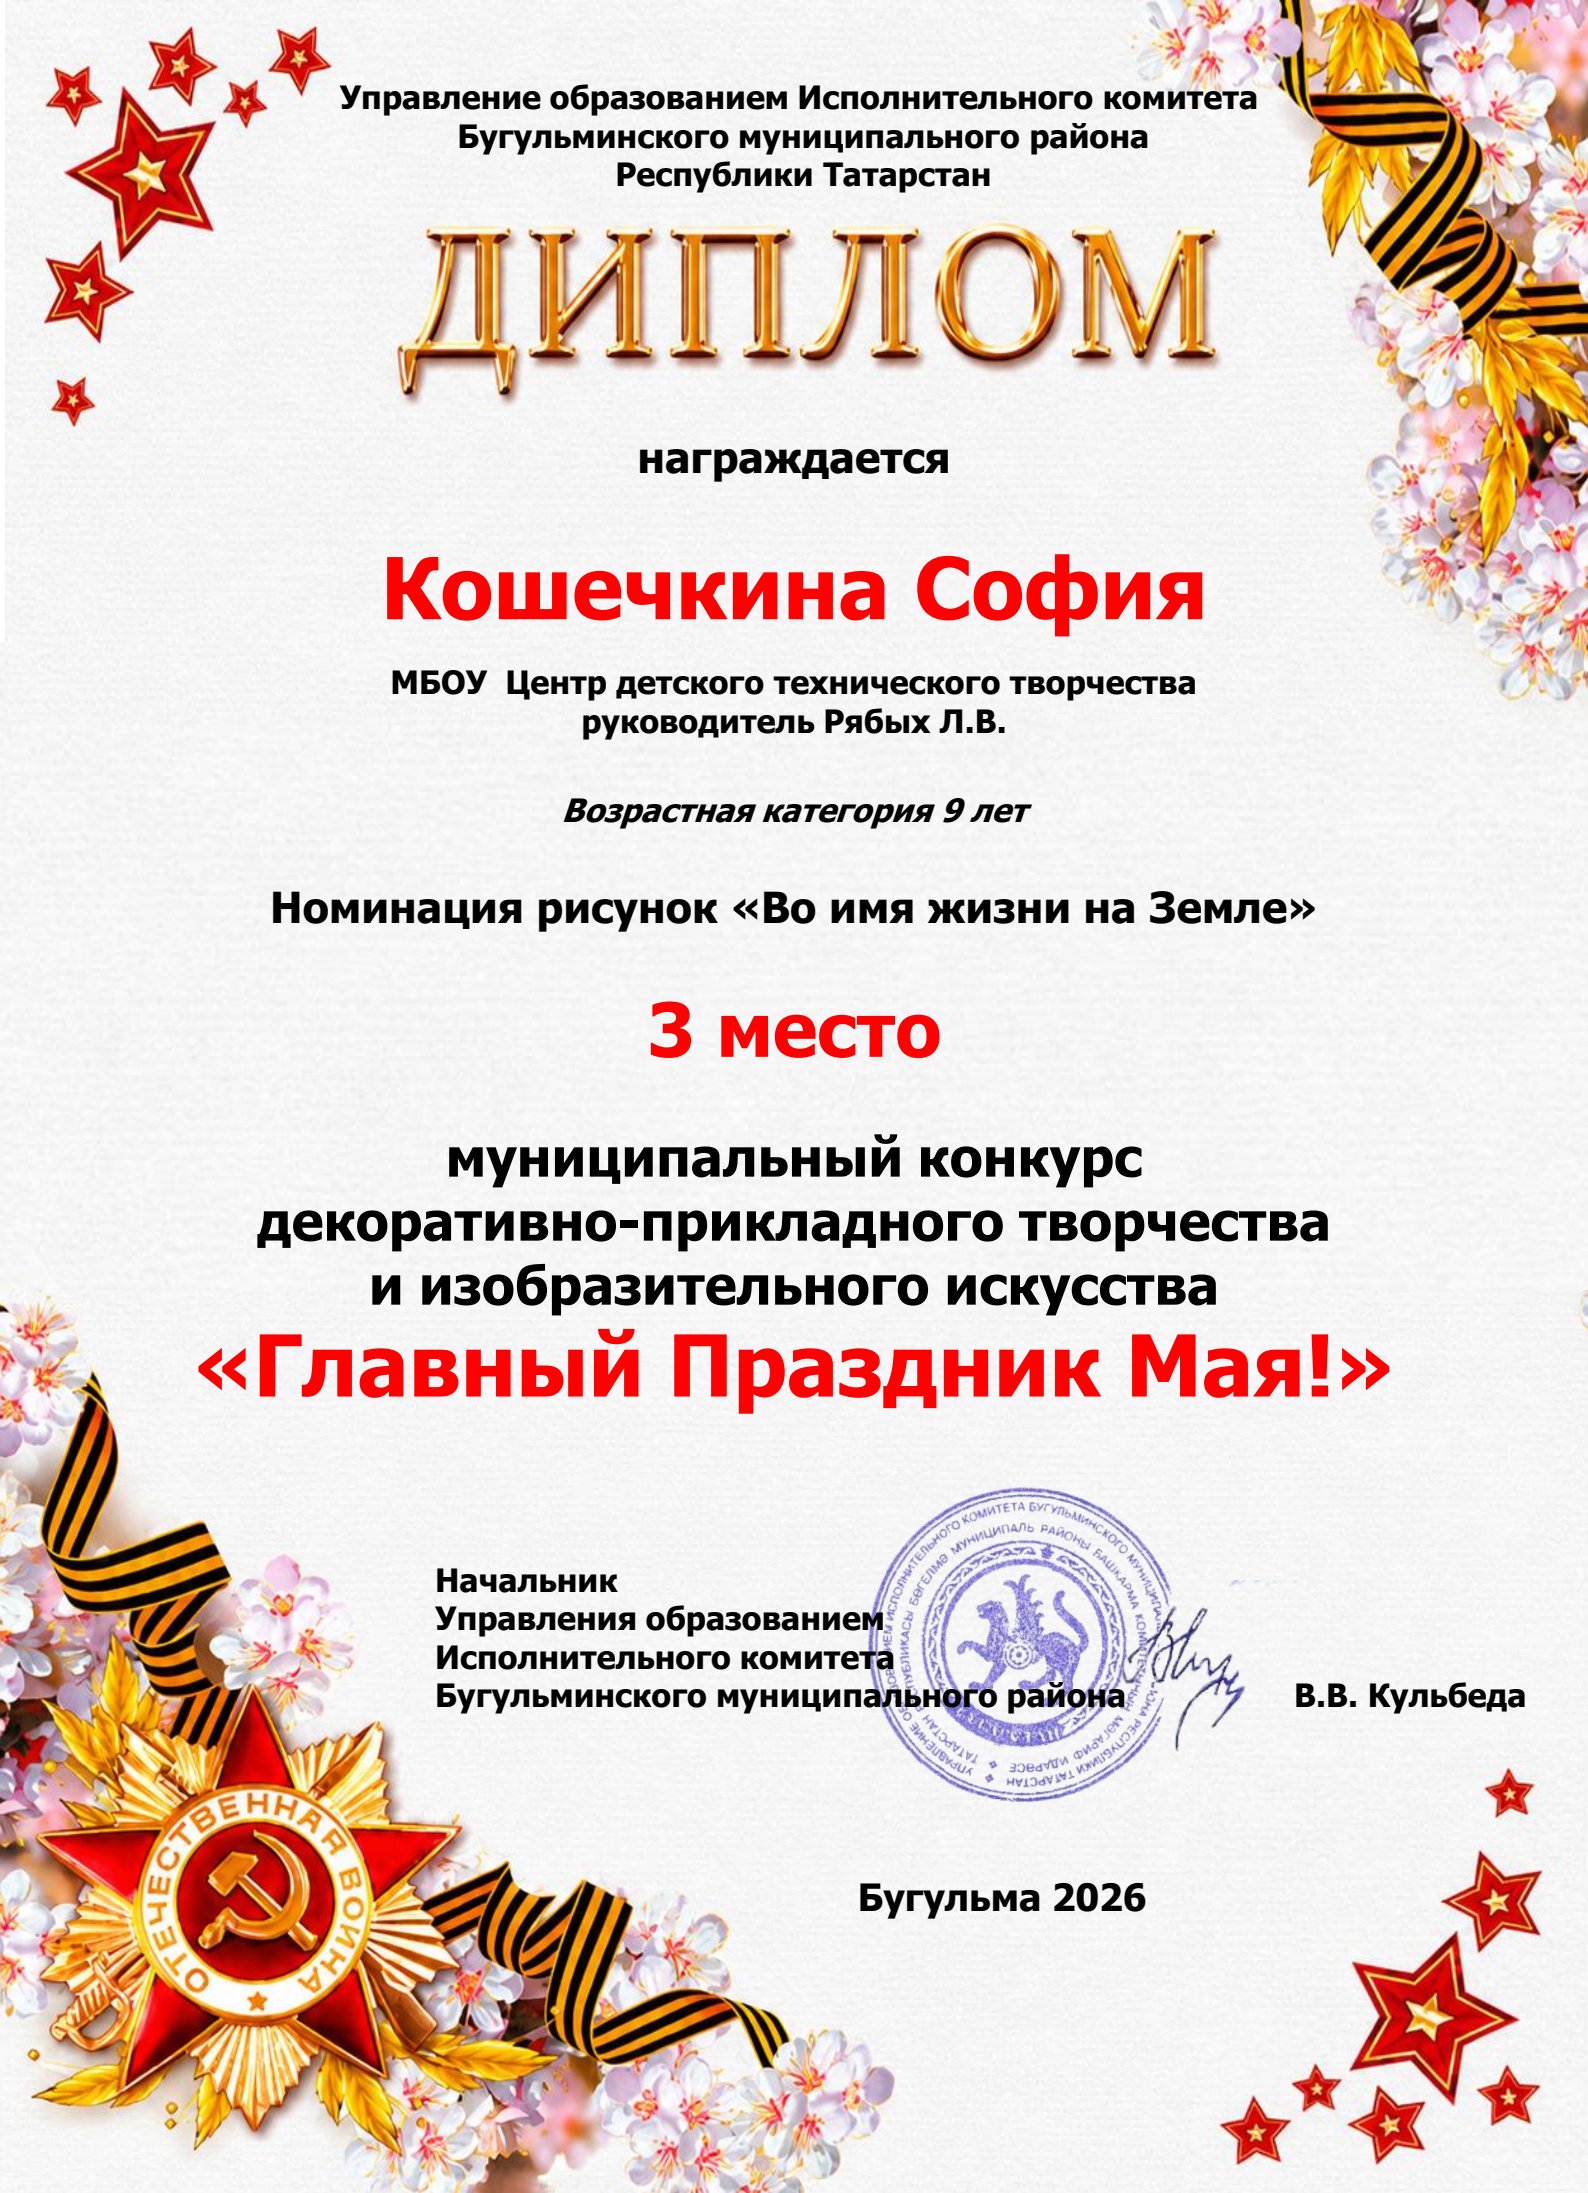 Управление образованием Исполнительного комитета
Бугульминского муниципального района
Республики Татарстан
ДИПЛОМ
награждается
Кошечкина София
МБОУ  Центр детского технического творчества
руководитель Рябых Л.В.
Возрастная категория 9 лет
Номинация рисунок «Во имя жизни на Земле»
3 место
муниципальный конкурс
декоративно-прикладного творчества
и изобразительного искусства
«Главный Праздник Мая!»
Начальник
Управления образованием
Исполнительного комитета
Бугульминского муниципального района
В.В. Кульбеда
ОТЕЧЕСТВЕННАЯ ВОЙНА
Бугульма 2026